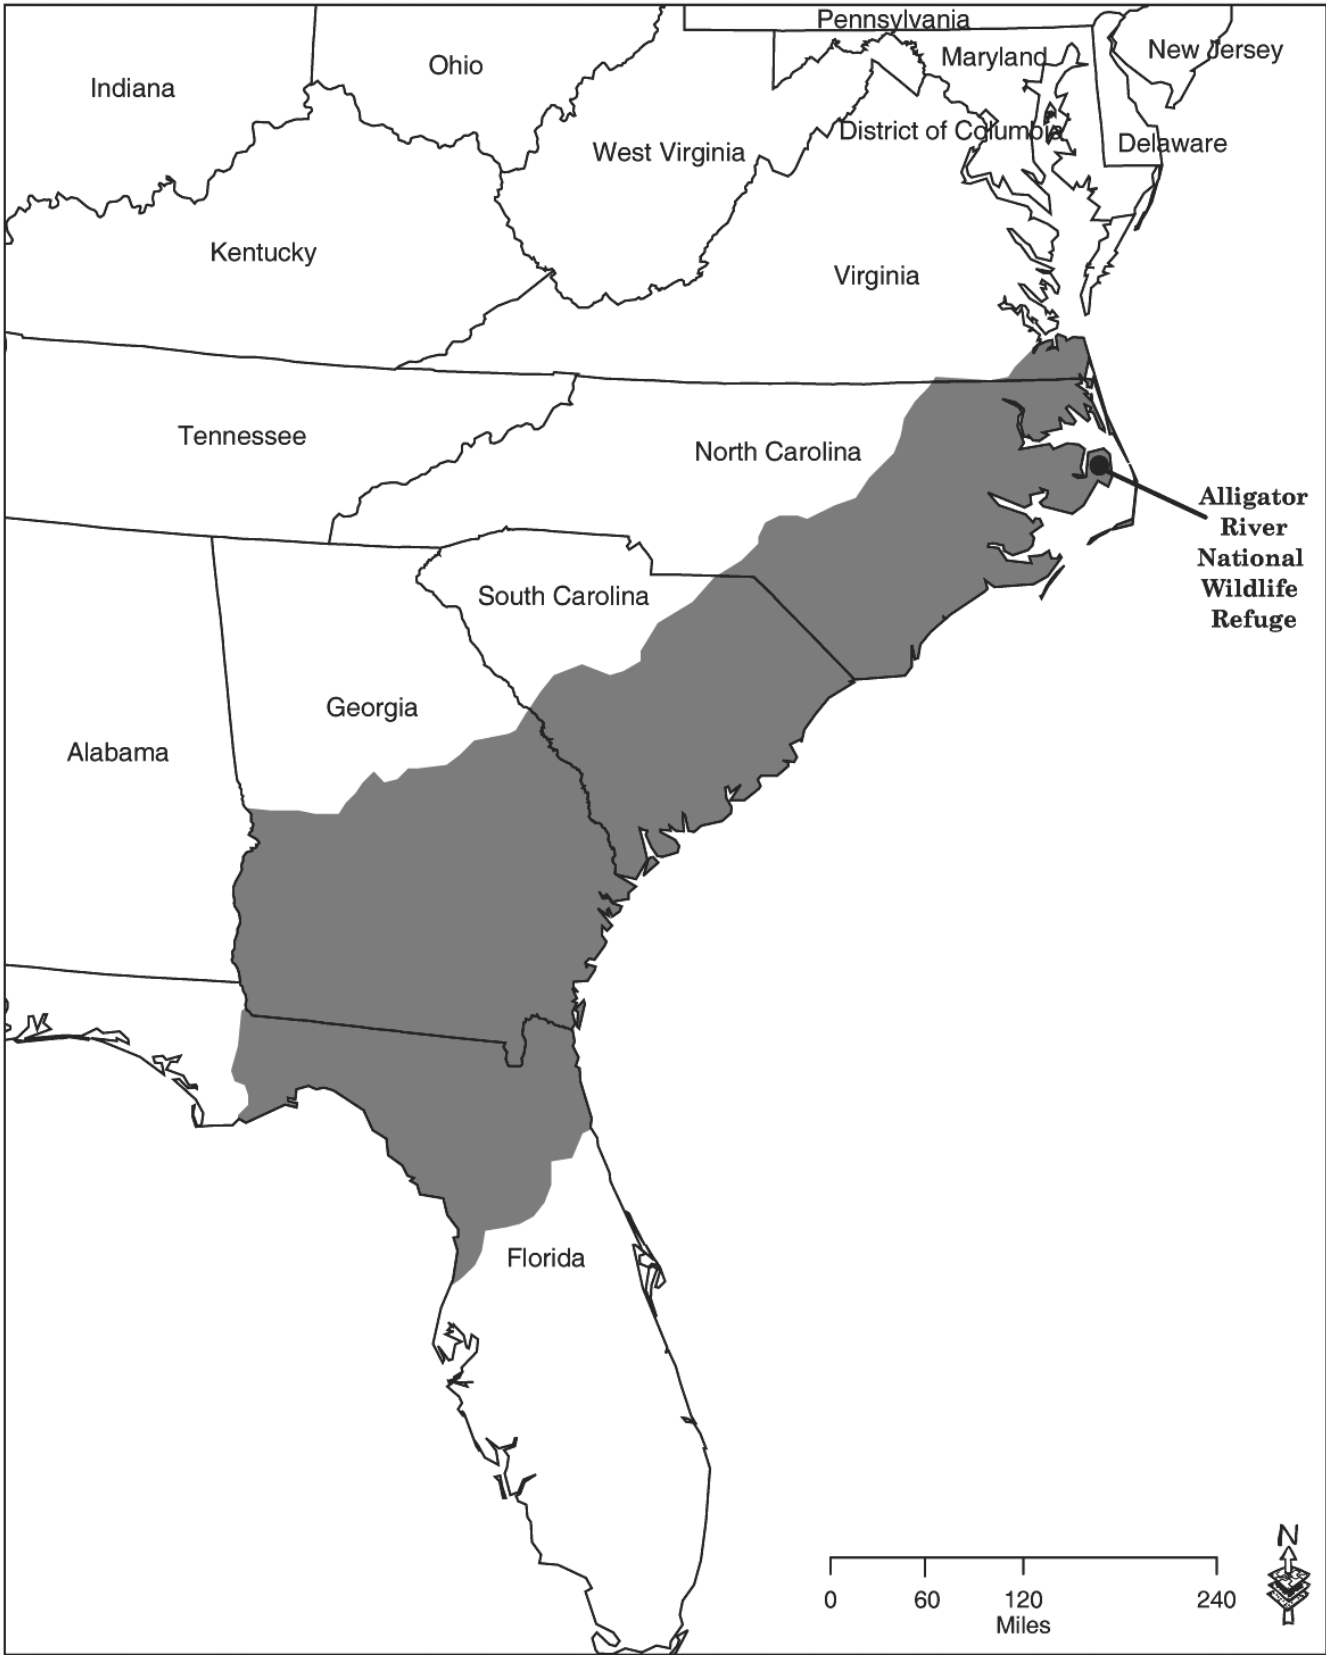 Pennsylvania
Maryland
New Jersey
Ohio
Indiana
District of Columbia
Delaware
West Virginia
Kentucky
Virginia
Tennessee
North Carolina
Alligator
River
National
Wildlife
Refuge
South Carolina
Georgia
Alabama
Florida
N
0 60 120 240
Miles